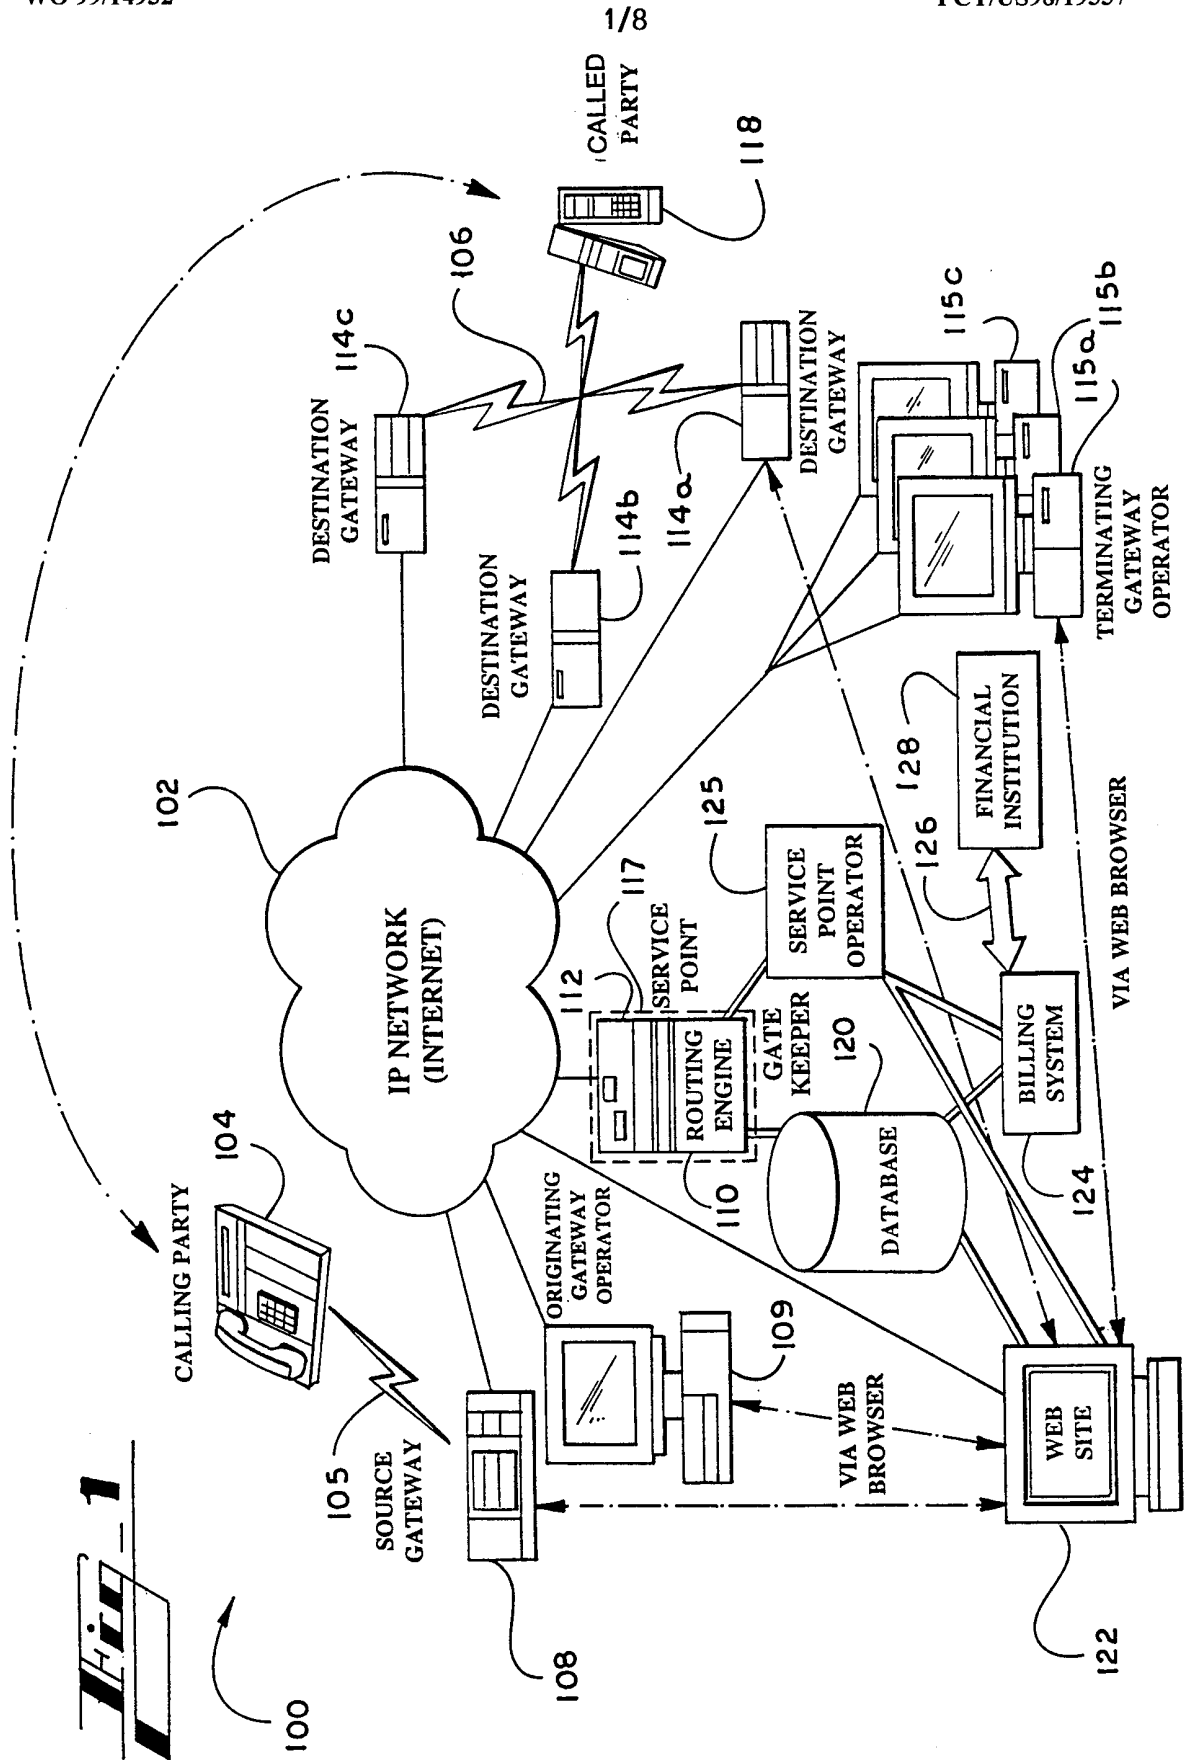 WO 99/14932
PCT/US98/19557
1/8
Fig_1
100
CALLING PARTY
104
105
SOURCE
GATEWAY
108
102
IP NETWORK
(INTERNET)
DESTINATION
GATEWAY
114c
106
CALLED
PARTY
118
DESTINATION
GATEWAY
114b
114a
DESTINATION
GATEWAY
ORIGINATING
GATEWAY
OPERATOR
109
112
117
SERVICE
POINT
ROUTING
ENGINE
110
GATE
KEEPER
125
SERVICE
POINT
OPERATOR
120
DATABASE
115c
115a
115b
TERMINATING
GATEWAY
OPERATOR
VIA WEB
BROWSER
WEB
SITE
122
BILLING
SYSTEM
124
126
128
FINANCIAL
INSTITUTION
VIA WEB BROWSER